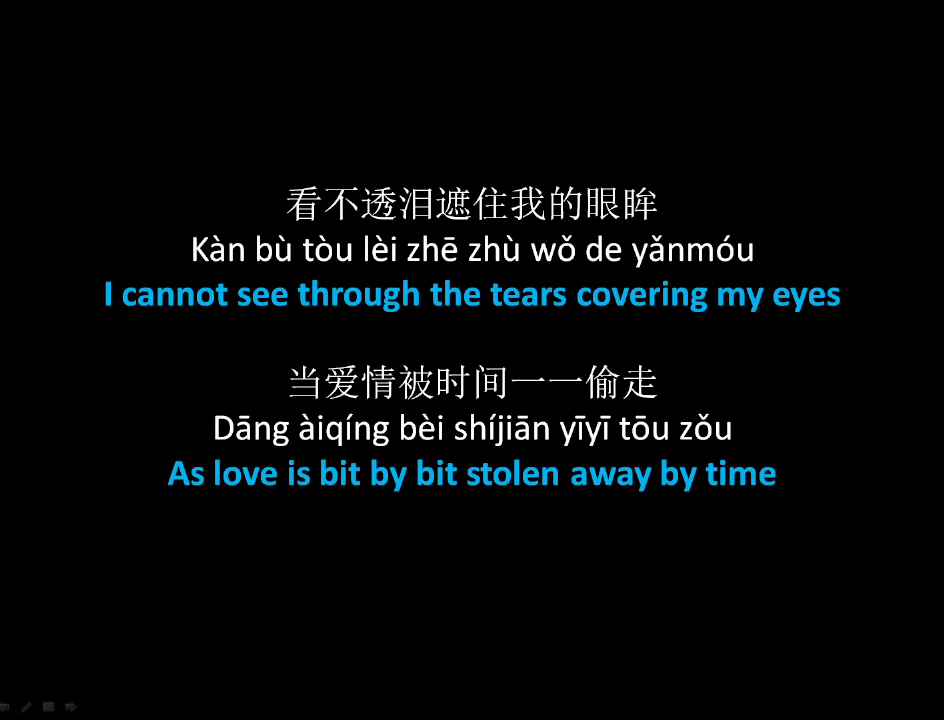 看不透泪遮住我的眼眸
Kàn bù tòu lèi zhē zhù wǒ de yǎnmóu
I cannot see through the tears covering my eyes
当爱情被时间一一偷走
Dāng àiqíng bèi shíjiān yīyī tōu zǒu
As love is bit by bit stolen away by time